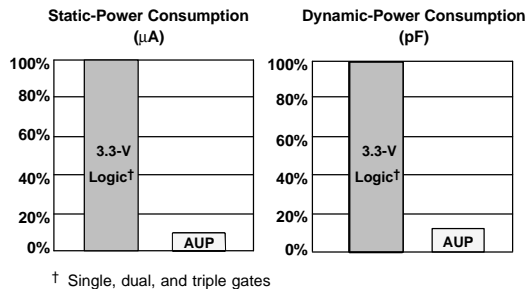 Static-Power Consumption
(µA)
100%
80%
60%
40%
20%
0%
3.3-V
Logic†
AUP
Dynamic-Power Consumption
(pF)
100%
80%
60%
40%
20%
0%
3.3-V
Logic†
AUP
† Single, dual, and triple gates